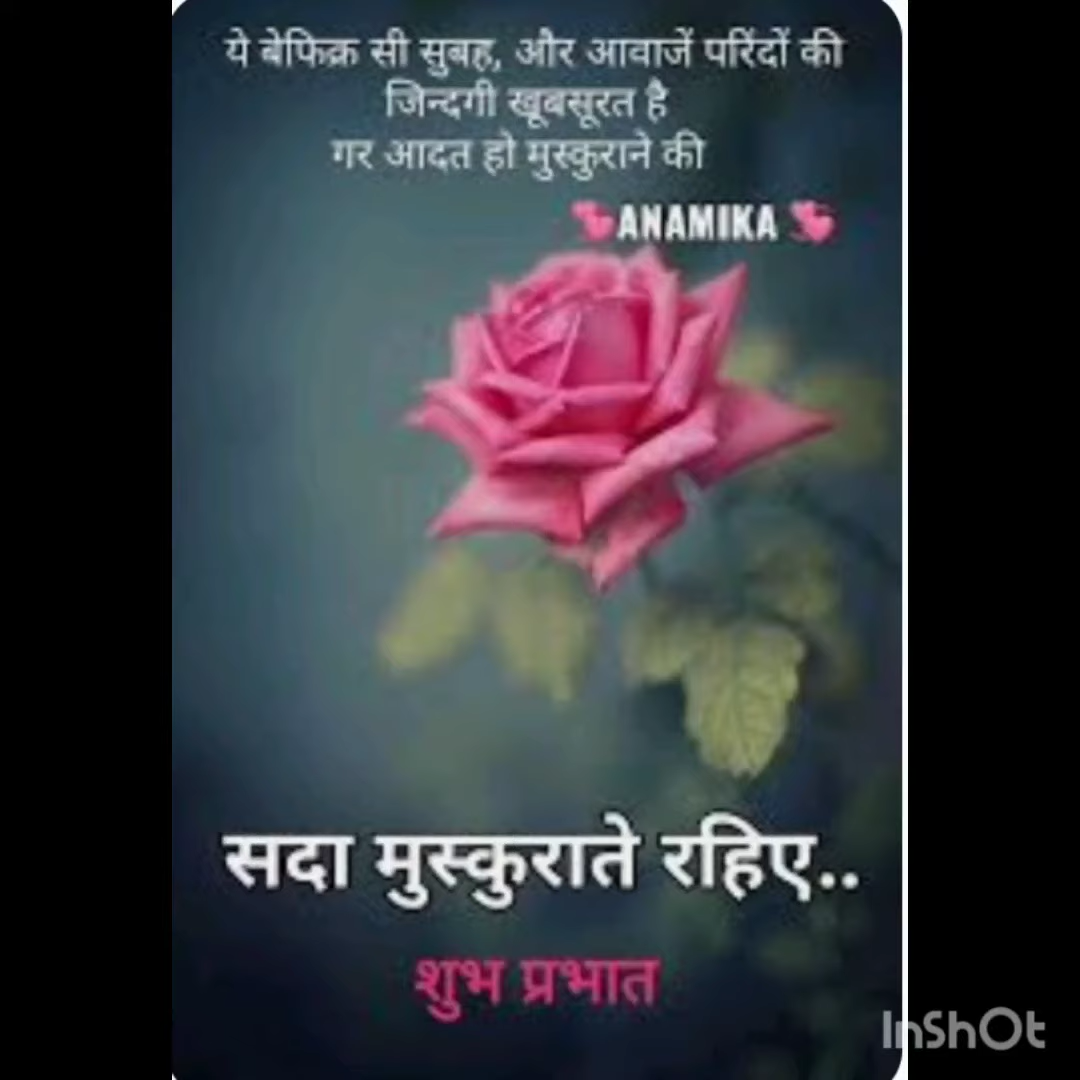 ये बेफिक्र सी सुबह, और आवाजें परिंदों की
जिन्दगी खूबसूरत है
गर आदत हो मुस्कुराने की
ANAMIKA
सदा मुस्कुराते रहिए..
शुभ प्रभात
InShOt